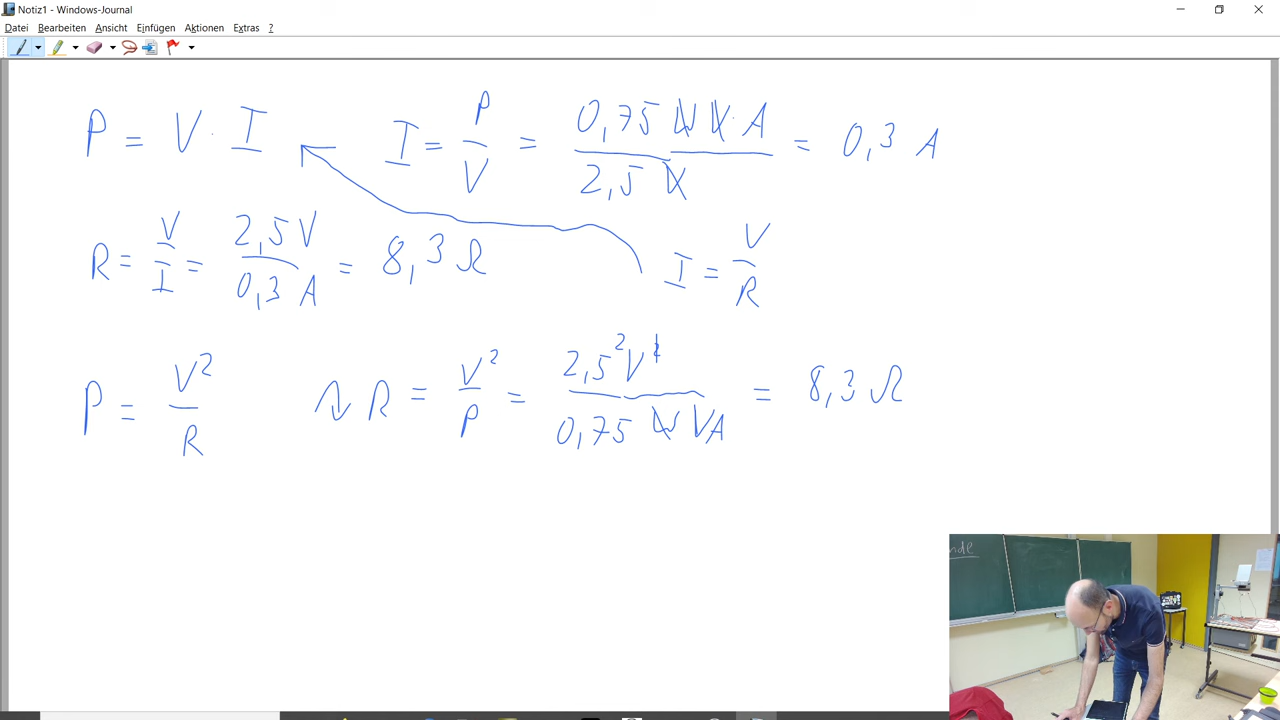 Notiz1 - Windows-Journal
Datei Bearbeiten Ansicht Einfügen Aktionen Extras ?
P = V · I I = P/V = 0,75 W V · A / 2,5 V = 0,3 A
R = V/I = 2,5 V / 0,3 A = 8,3 Ω I = V/R
P = V²/R R = V²/P = 2,5² V² / 0,75 W VA = 8,3 Ω